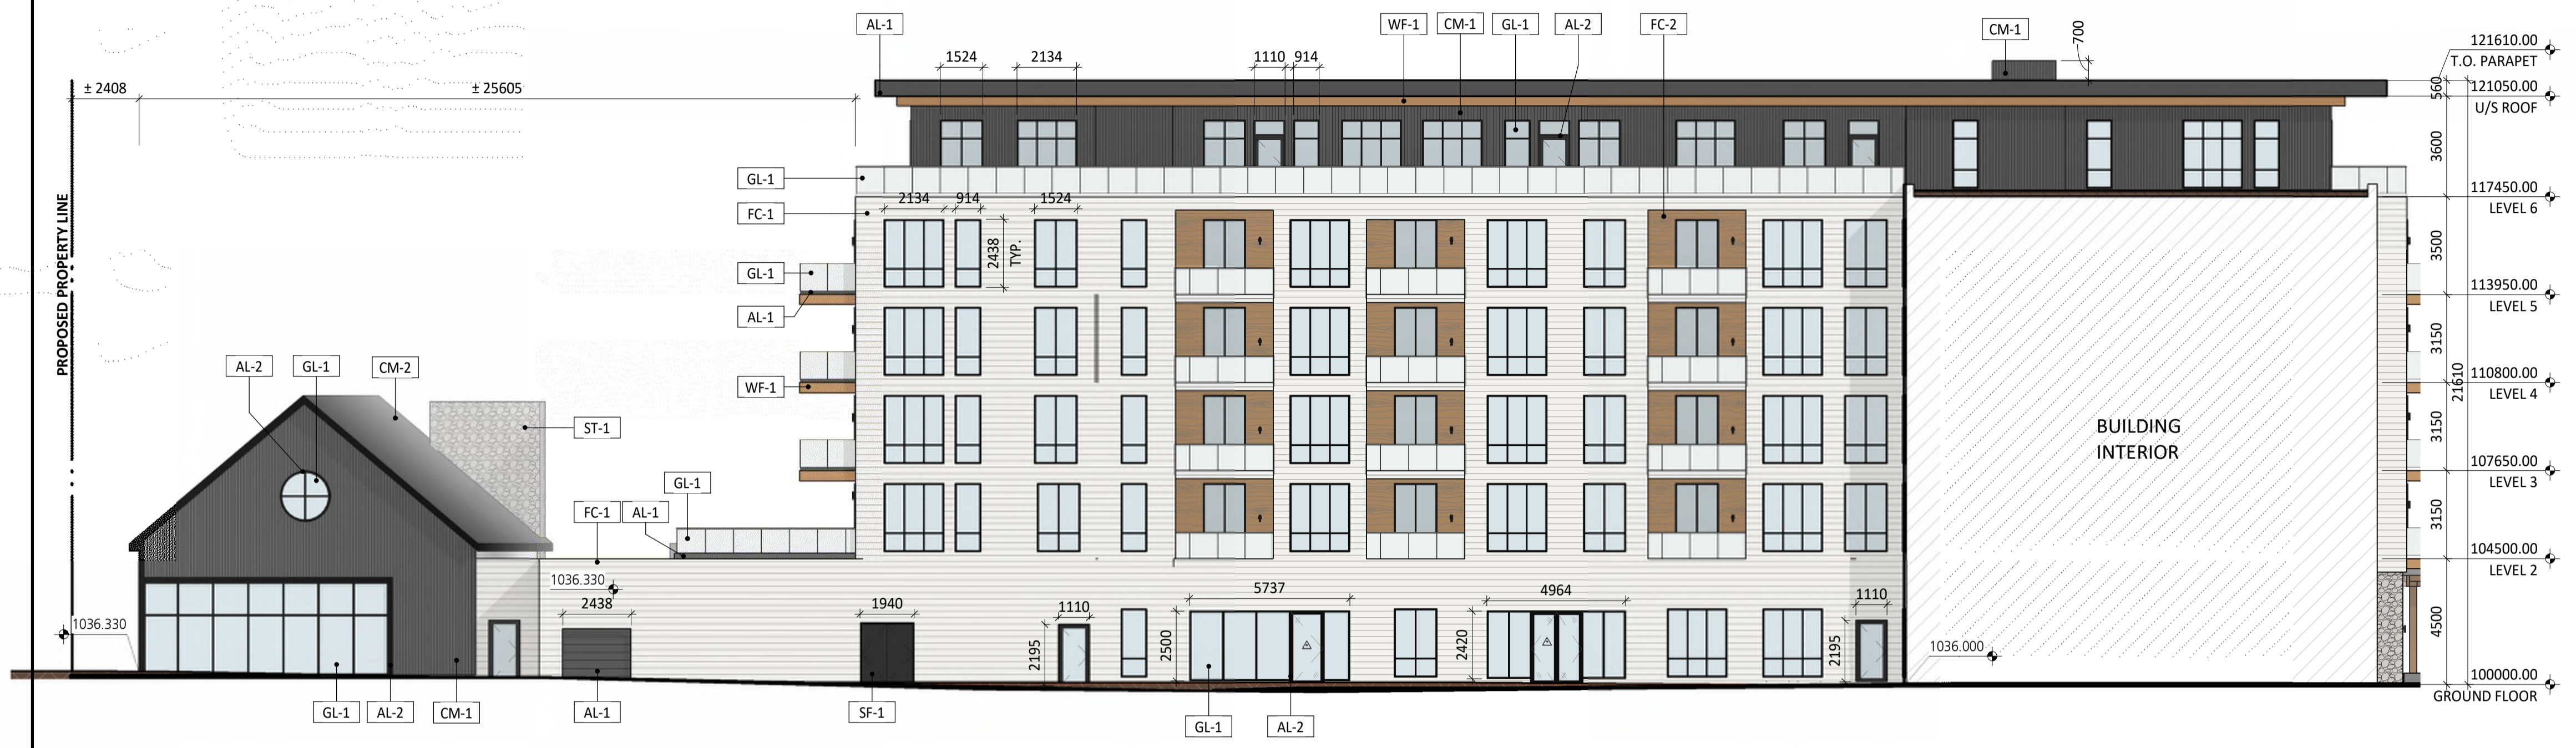 AL-1
WF-1
CM-1
GL-1
AL-2
FC-2
CM-1
700
121610.00
T.O. PARAPET
1524
2134
1110
914
± 2408
± 25605
560
121050.00
U/S ROOF
3600
GL-1
2134
914
1524
FC-1
117450.00
LEVEL 6
PROPOSED PROPERTY LINE
2438
TYP.
3500
GL-1
113950.00
LEVEL 5
AL-1
3150
AL-2
GL-1
CM-2
WF-1
110800.00
LEVEL 4
21610
ST-1
BUILDING
INTERIOR
3150
107650.00
LEVEL 3
GL-1
FC-1
AL-1
3150
104500.00
LEVEL 2
1036.330
2438
1940
1110
5737
4964
1110
1036.330
2195
2500
2420
2195
1036.000
4500
100000.00
GROUND FLOOR
GL-1
AL-2
CM-1
AL-1
SF-1
GL-1
AL-2